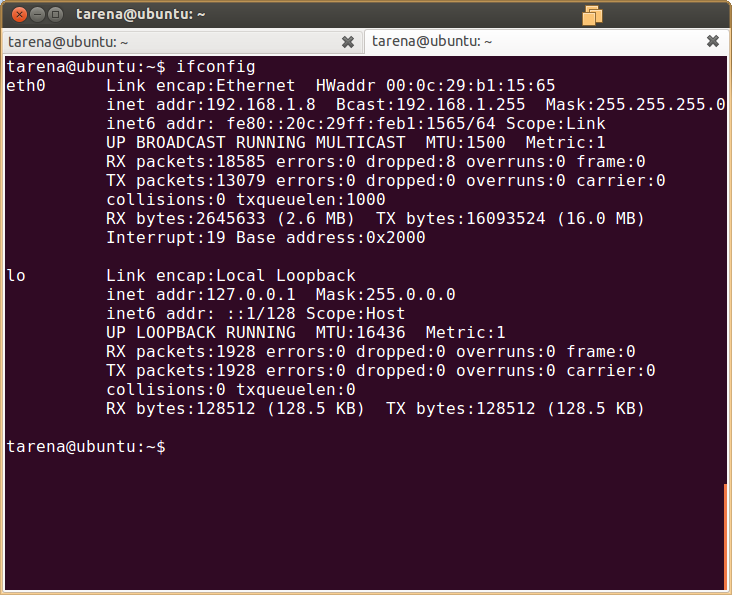 tarena@ubuntu: ~
tarena@ubuntu: ~
tarena@ubuntu: ~
tarena@ubuntu:~$ ifconfig
eth0      Link encap:Ethernet  HWaddr 00:0c:29:b1:15:65
          inet addr:192.168.1.8  Bcast:192.168.1.255  Mask:255.255.255.0
          inet6 addr: fe80::20c:29ff:feb1:1565/64 Scope:Link
          UP BROADCAST RUNNING MULTICAST  MTU:1500  Metric:1
          RX packets:18585 errors:0 dropped:8 overruns:0 frame:0
          TX packets:13079 errors:0 dropped:0 overruns:0 carrier:0
          collisions:0 txqueuelen:1000
          RX bytes:2645633 (2.6 MB)  TX bytes:16093524 (16.0 MB)
          Interrupt:19 Base address:0x2000
lo        Link encap:Local Loopback
          inet addr:127.0.0.1  Mask:255.0.0.0
          inet6 addr: ::1/128 Scope:Host
          UP LOOPBACK RUNNING  MTU:16436  Metric:1
          RX packets:1928 errors:0 dropped:0 overruns:0 frame:0
          TX packets:1928 errors:0 dropped:0 overruns:0 carrier:0
          collisions:0 txqueuelen:0
          RX bytes:128512 (128.5 KB)  TX bytes:128512 (128.5 KB)
tarena@ubuntu:~$